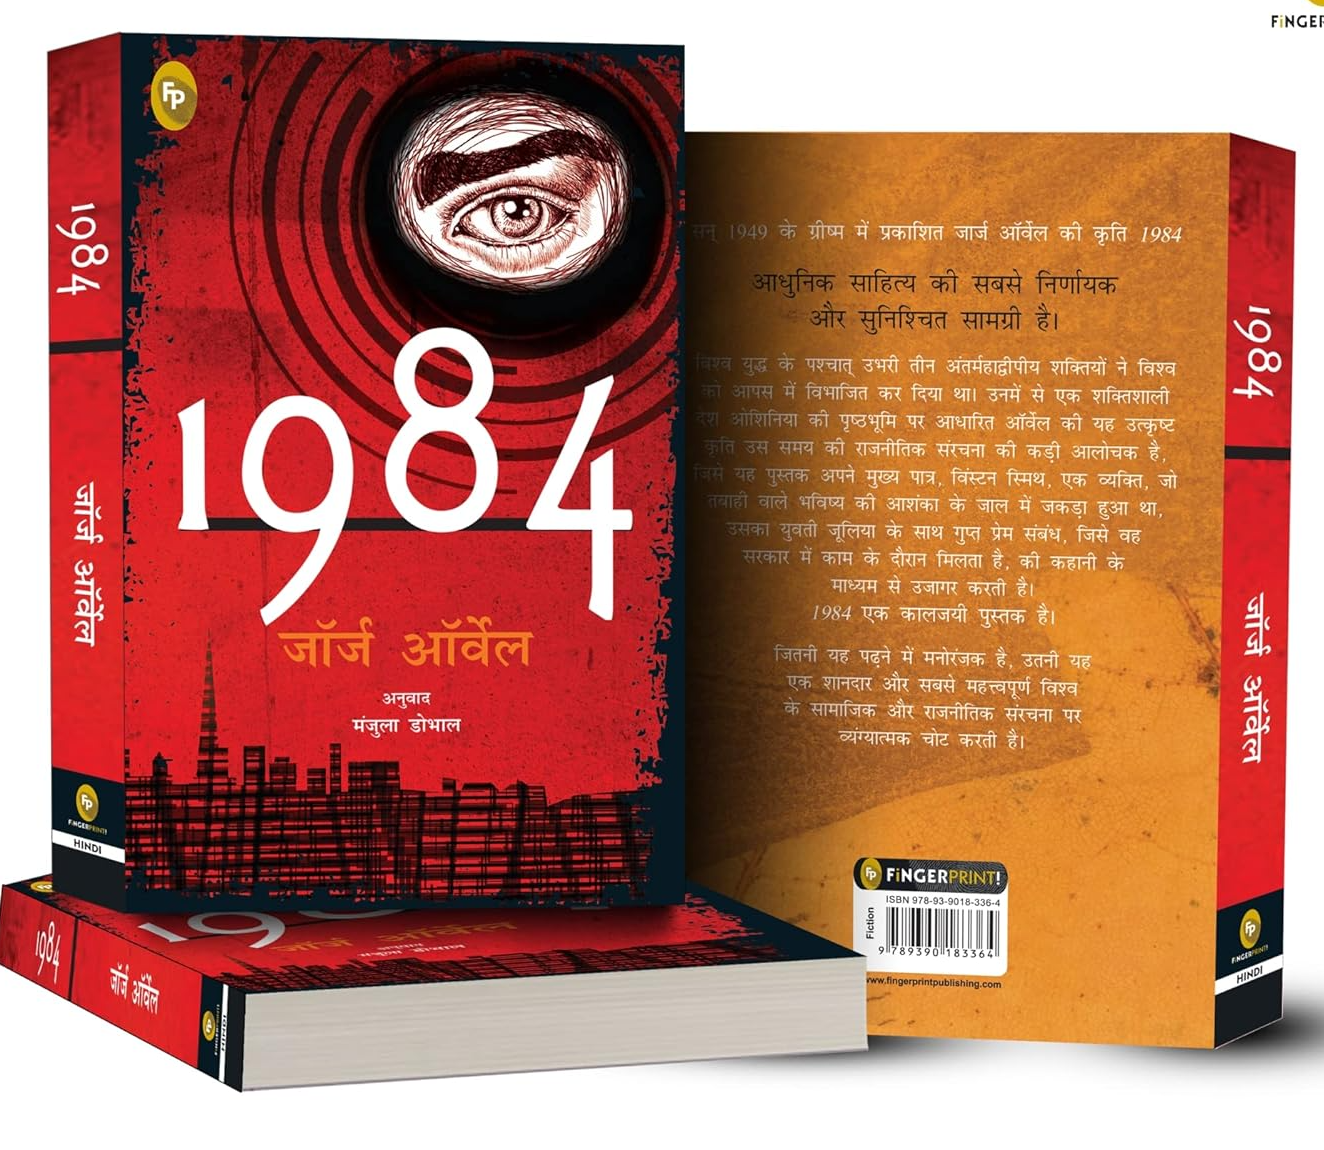 FiNGER
1984
जॉर्ज ऑर्वेल
FP
FiNGERPRINT!
HINDI
FP
1984
जॉर्ज ऑर्वेल
अनुवाद
मंजुला डोभाल
सन् 1949 के ग्रीष्म में प्रकाशित जार्ज ऑर्वेल की कृति 1984
आधुनिक साहित्य की सबसे निर्णायक
और सुनिश्चित सामग्री है।
विश्व युद्ध के पश्चात् उभरी तीन अंतर्महाद्वीपीय शक्तियों ने विश्व
को आपस में विभाजित कर दिया था। उनमें से एक शक्तिशाली
देश ओशिनिया की पृष्ठभूमि पर आधारित ऑर्वेल की यह उत्कृष्ट
कृति उस समय की राजनीतिक संरचना की कड़ी आलोचक है,
जिसे यह पुस्तक अपने मुख्य पात्र, विंस्टन स्मिथ, एक व्यक्ति, जो
तबाही वाले भविष्य की आशंका के जाल में जकड़ा हुआ था,
उसका युवती जूलिया के साथ गुप्त प्रेम संबंध, जिसे वह
सरकार में काम के दौरान मिलता है, की कहानी के
माध्यम से उजागर करती है।
1984 एक कालजयी पुस्तक है।
जितनी यह पढ़ने में मनोरंजक है, उतनी यह
एक शानदार और सबसे महत्त्वपूर्ण विश्व
के सामाजिक और राजनीतिक संरचना पर
व्यंग्यात्मक चोट करती है।
FP FiNGERPRINT!
ISBN 978-93-9018-336-4
Fiction
9 789390 183364
www.fingerprintpublishing.com
1984
जॉर्ज ऑर्वेल
FP
FiNGERPRINT!
HINDI
1984
जॉर्ज ऑर्वेल
जॉर्ज ऑर्वेल